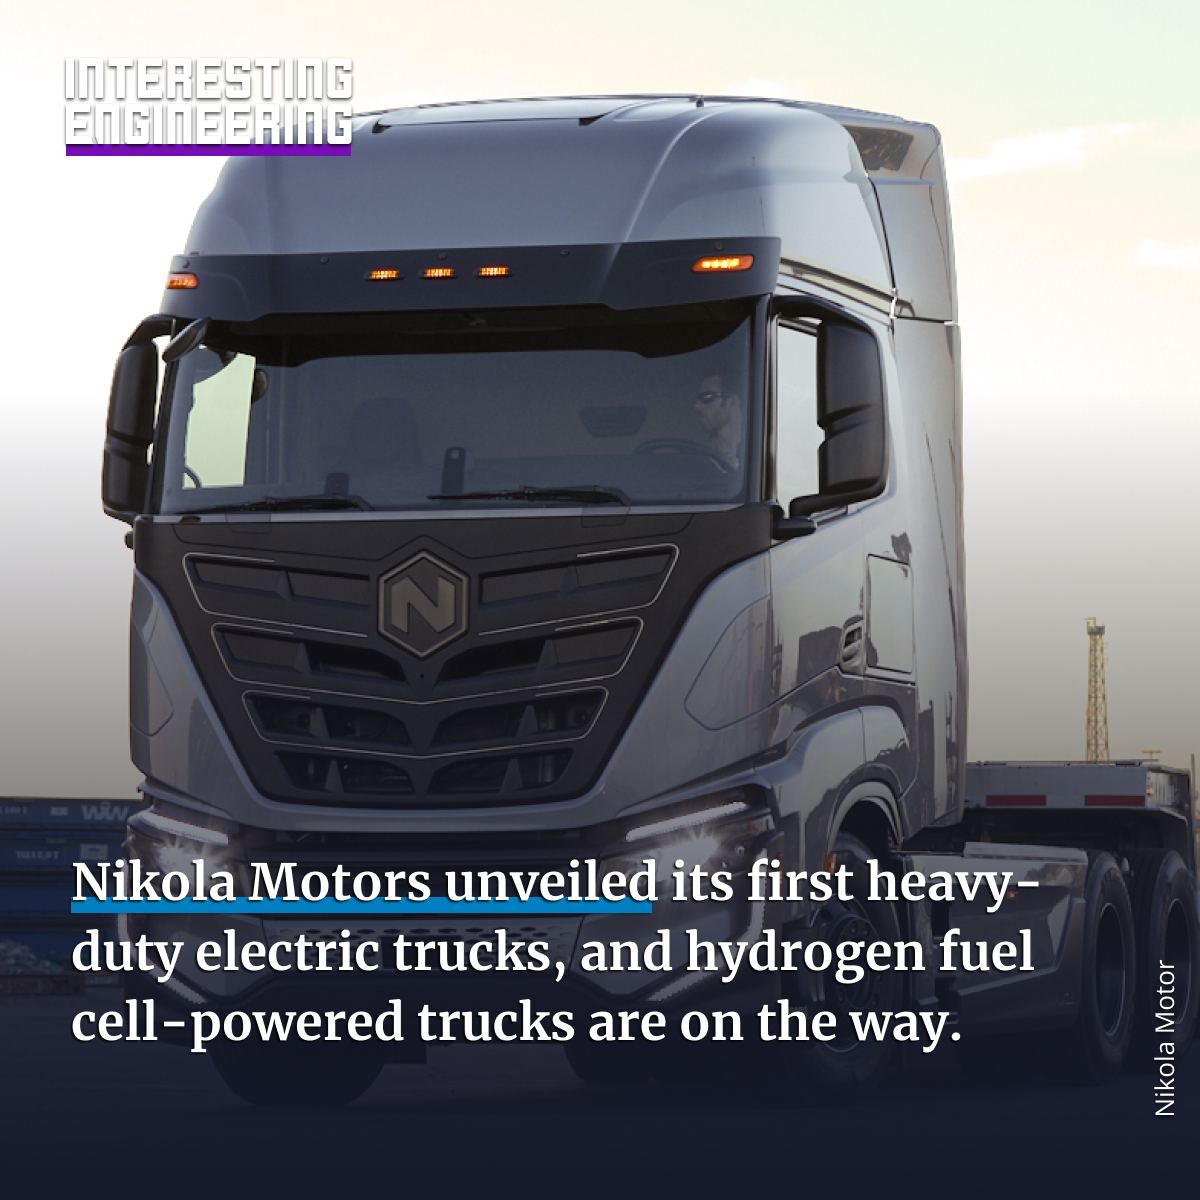 INTERESTING
ENGINEERING
N
Nikola Motors unveiled its first heavy-
duty electric trucks, and hydrogen fuel
cell-powered trucks are on the way.
Nikola Motor